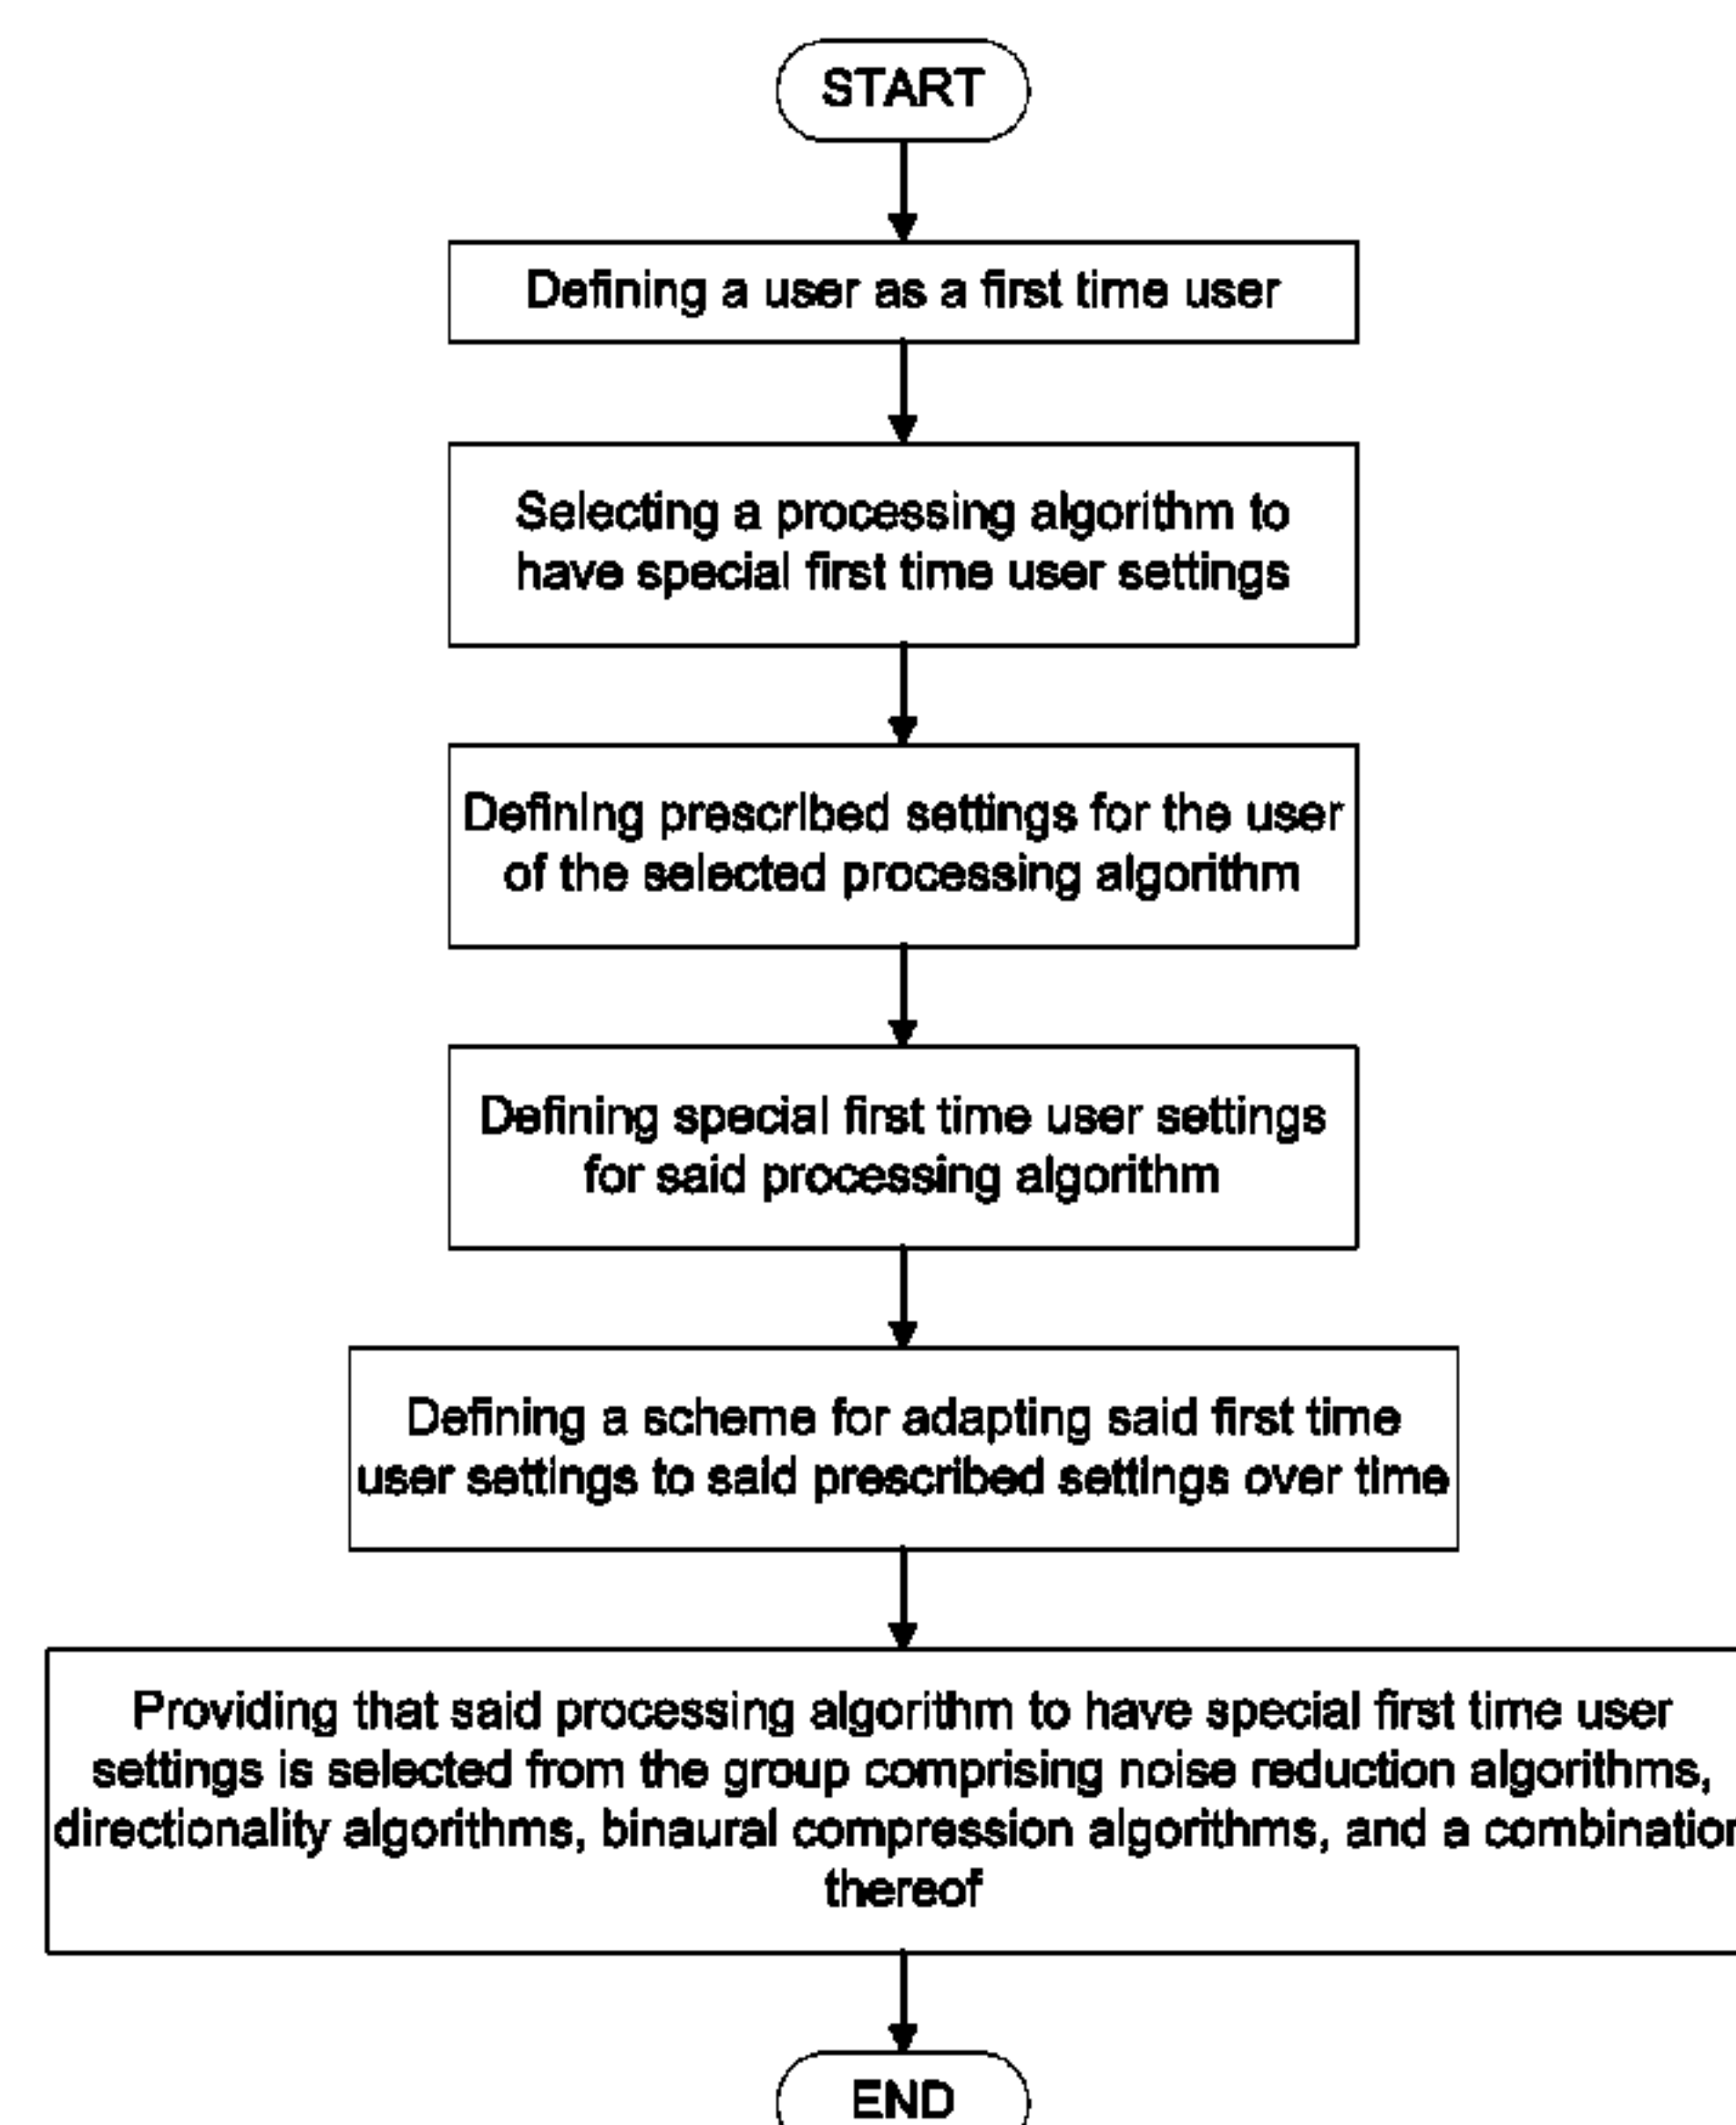 START
Defining a user as a first time user
Selecting a processing algorithm to
have special first time user settings
Defining prescribed settings for the user
of the selected processing algorithm
Defining special first time user settings
for said processing algorithm
Defining a scheme for adapting said first time
user settings to said prescribed settings over time
Providing that said processing algorithm to have special first time user
settings is selected from the group comprising noise reduction algorithms,
directionality algorithms, binaural compression algorithms, and a combination
thereof
END